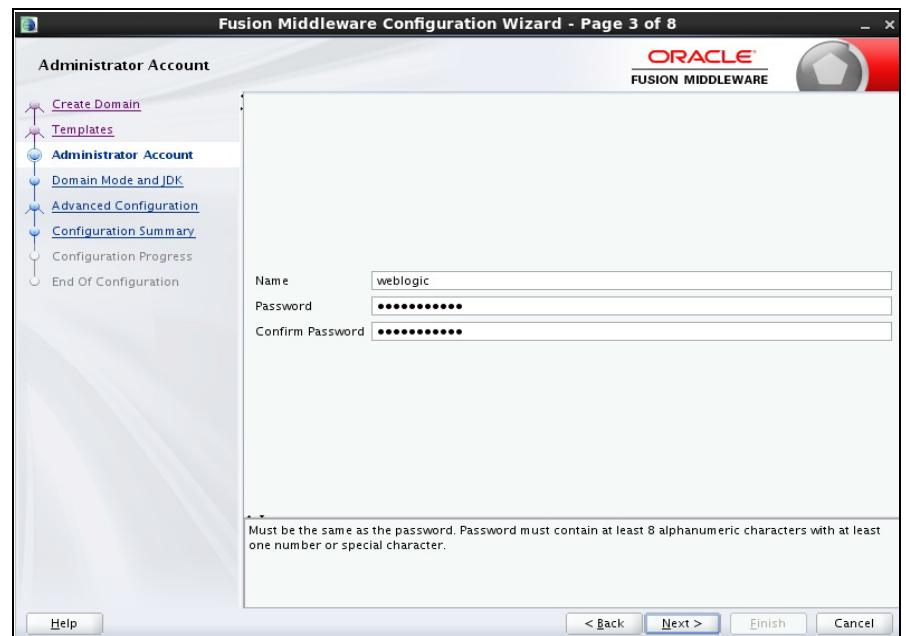 Fusion Middleware Configuration Wizard - Page 3 of 8
Administrator Account
ORACLE
FUSION MIDDLEWARE
Create Domain
Templates
Administrator Account
Domain Mode and JDK
Advanced Configuration
Configuration Summary
Configuration Progress
End Of Configuration
Name weblogic
Password •••••••••••
Confirm Password •••••••••••
Must be the same as the password. Password must contain at least 8 alphanumeric characters with at least
one number or special character.
Help < Back Next > Finish Cancel